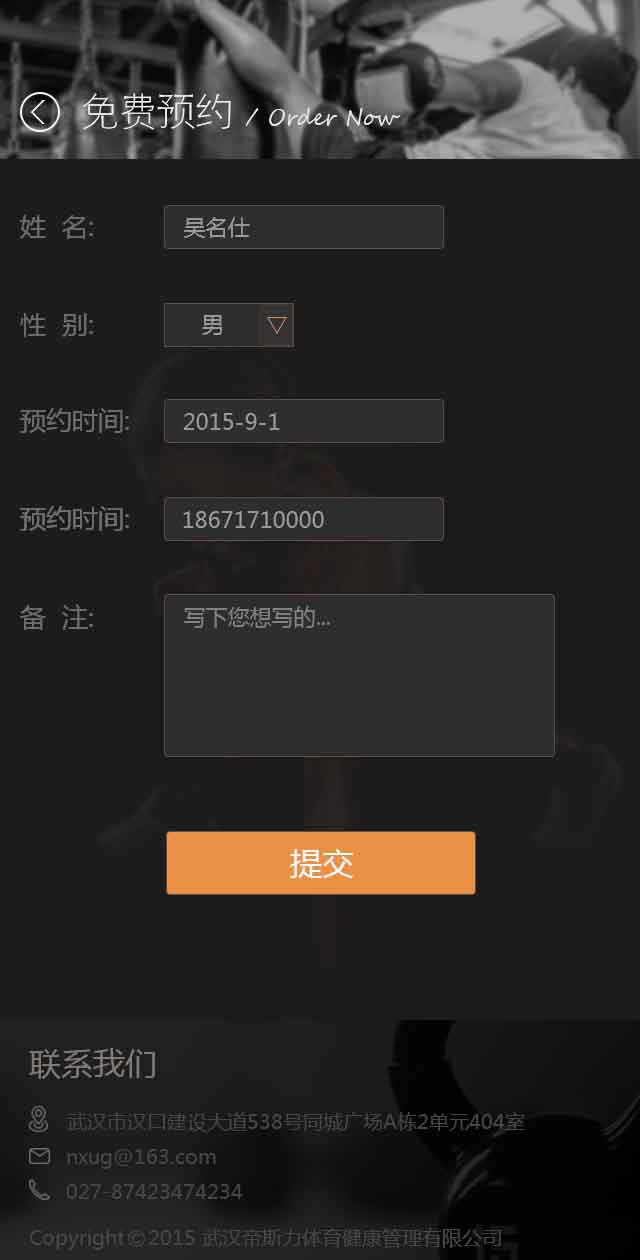 免费预约 / Order Now
姓 名: 昊名仕
性 别: 男
预约时间: 2015-9-1
预约时间: 18671710000
备 注: 写下您想写的...
提交
联系我们
武汉市汉口建设大道538号同城广场A栋2单元404室
nxug@163.com
027-87423474234
Copyright©2015 武汉帝斯力体育健康管理有限公司